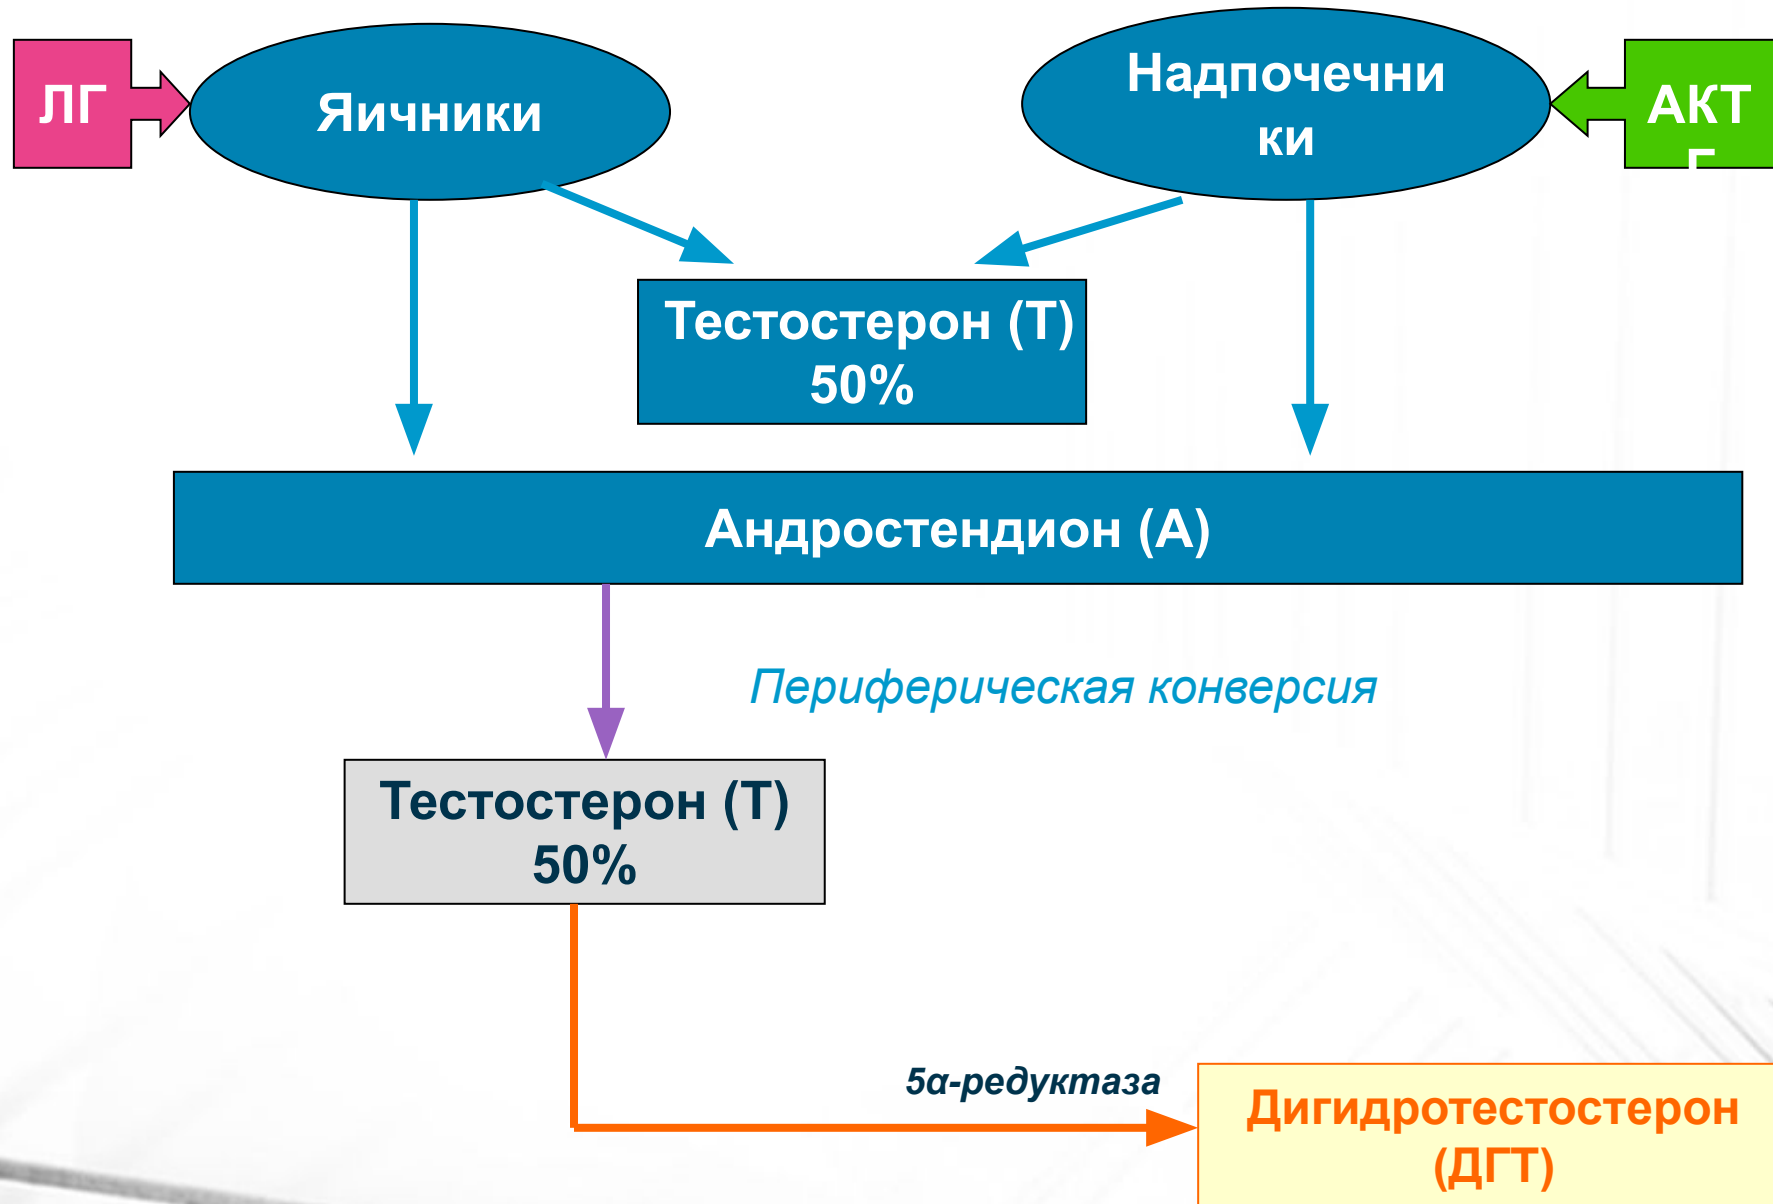 ЛГ
Яичники
Надпочечни
ки
АКТ
Г
Тестостерон (Т)
50%
Андростендион (А)
Периферическая конверсия
Тестостерон (Т)
50%
5α-редуктаза
Дигидротестостерон
(ДГТ)